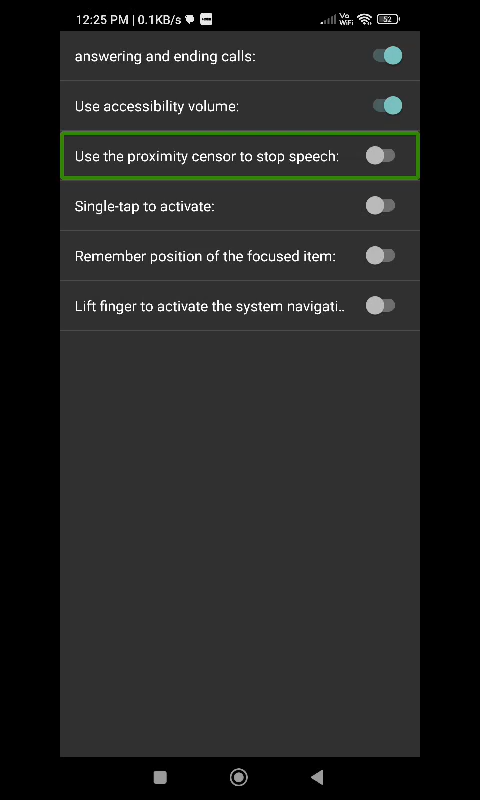 12:25 PM | 0.1KB/s
Vo
WiFi
52
answering and ending calls:
Use accessibility volume:
Use the proximity censor to stop speech:
Single-tap to activate:
Remember position of the focused item:
Lift finger to activate the system navigati..